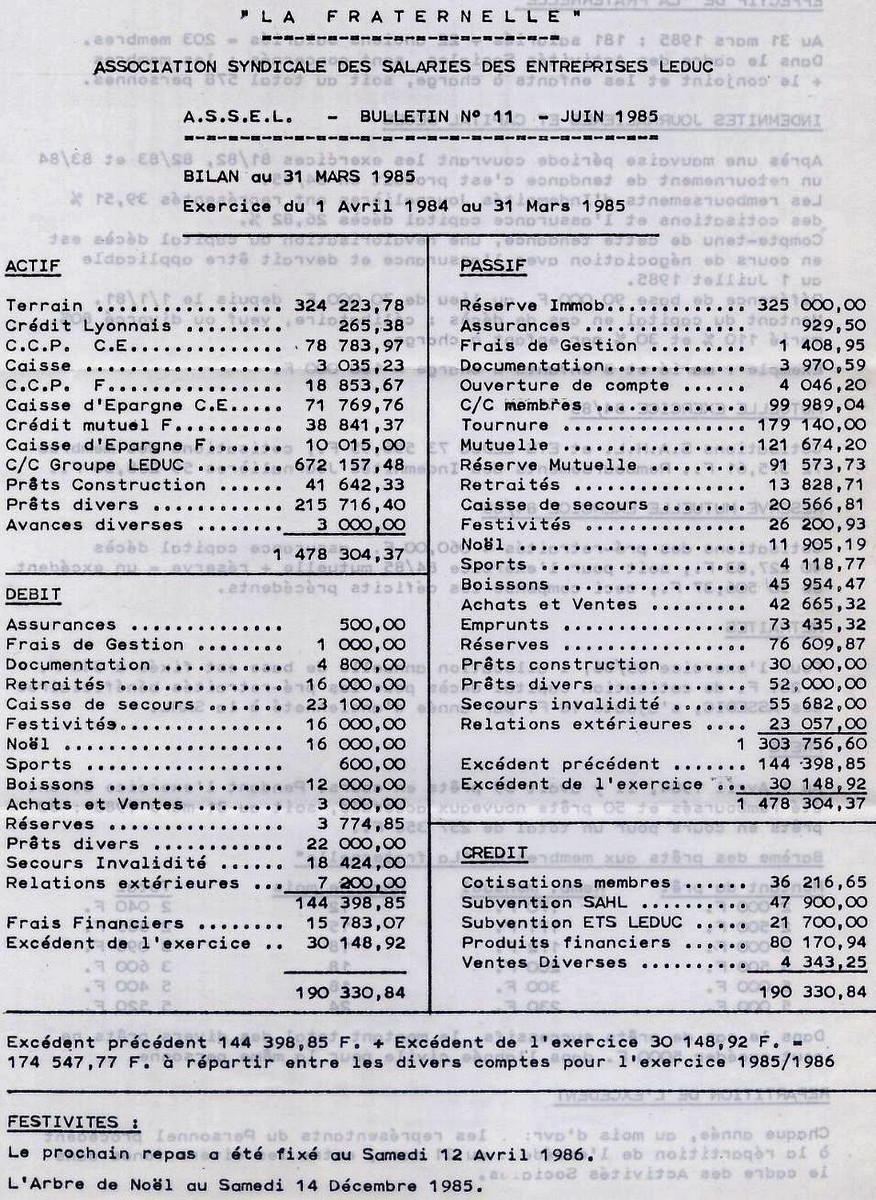 "LA FRATERNELLE"
ASSOCIATION SYNDICALE DES SALARIES DES ENTREPRISES LEDUC
A.S.S.E.L. - BULLETIN N° 11 - JUIN 1985
BILAN au 31 MARS 1985
Exercice du 1 Avril 1984 au 31 Mars 1985
ACTIF
Terrain ................. 324 223,78
Crédit Lyonnais ......... 265,38
C.C.P. C.E............... 78 783,97
Caisse .................. 3 035,23
C.C.P. F................. 18 853,67
Caisse d'Epargne C.E..... 71 769,76
Crédit mutuel F.......... 38 841,37
Caisse d'Epargne F....... 10 015,00
C/C Groupe LEDUC ........ 672 157,48
Prêts Construction ...... 41 642,33
Prêts divers ............ 215 716,40
Avances diverses ........ 3 000,00
1 478 304,37
DEBIT
Assurances .............. 500,00
Frais de Gestion ........ 1 000,00
Documentation ........... 4 800,00
Retraités ............... 16 000,00
Caisse de secours ....... 23 100,00
Festivités............... 16 000,00
Noël .................... 16 000,00
Sports .................. 600,00
Boissons ................ 12 000,00
Achats et Ventes ........ 3 000,00
Réserves ................ 3 774,85
Prêts divers ............ 22 000,00
Secours Invalidité ...... 18 424,00
Relations extérieures ... 7 200,00
144 398,85
Frais Financiers ........ 15 783,07
Excédent de l'exercice .. 30 148,92
190 330,84
PASSIF
Réserve Immob............ 325 000,00
Assurances .............. 929,50
Frais de Gestion ........ 1 408,95
Documentation............ 3 970,59
Ouverture de compte ..... 4 046,20
C/C membres ............. 99 989,04
Tournure ................ 179 140,00
Mutuelle ................ 121 674,20
Réserve Mutuelle ........ 91 573,73
Retraités ............... 13 828,71
Caisse de secours ....... 20 566,81
Festivités .............. 26 200,93
Noël..................... 11 905,19
Sports .................. 4 118,77
Boissons ................ 45 954,47
Achats et Ventes ........ 42 665,32
Emprunts ................ 73 435,32
Réserves ................ 76 609,87
Prêts construction ...... 30 000,00
Prêts divers ............ 52,000,00
Secours invalidité ...... 55 682,00
Relations extérieures .... 23 057,00
1 303 756,60
Excédent précédent ....... 144 398,85
Excédent de l'exercice ... 30 148,92
1 478 304,37
CREDIT
Cotisations membres ...... 36 216,65
Subvention SAHL .......... 47 900,00
Subvention ETS LEDUC ..... 21 700,00
Produits financiers ...... 80 170,94
Ventes Diverses .......... 4 343,25
190 330,84
Excédent précédent 144 398,85 F. + Excédent de l'exercice 30 148,92 F. =
174 547,77 F. à répartir entre les divers comptes pour l'exercice 1985/1986
FESTIVITES :
Le prochain repas a été fixé au Samedi 12 Avril 1986.
L'Arbre de Noël au Samedi 14 Décembre 1985.